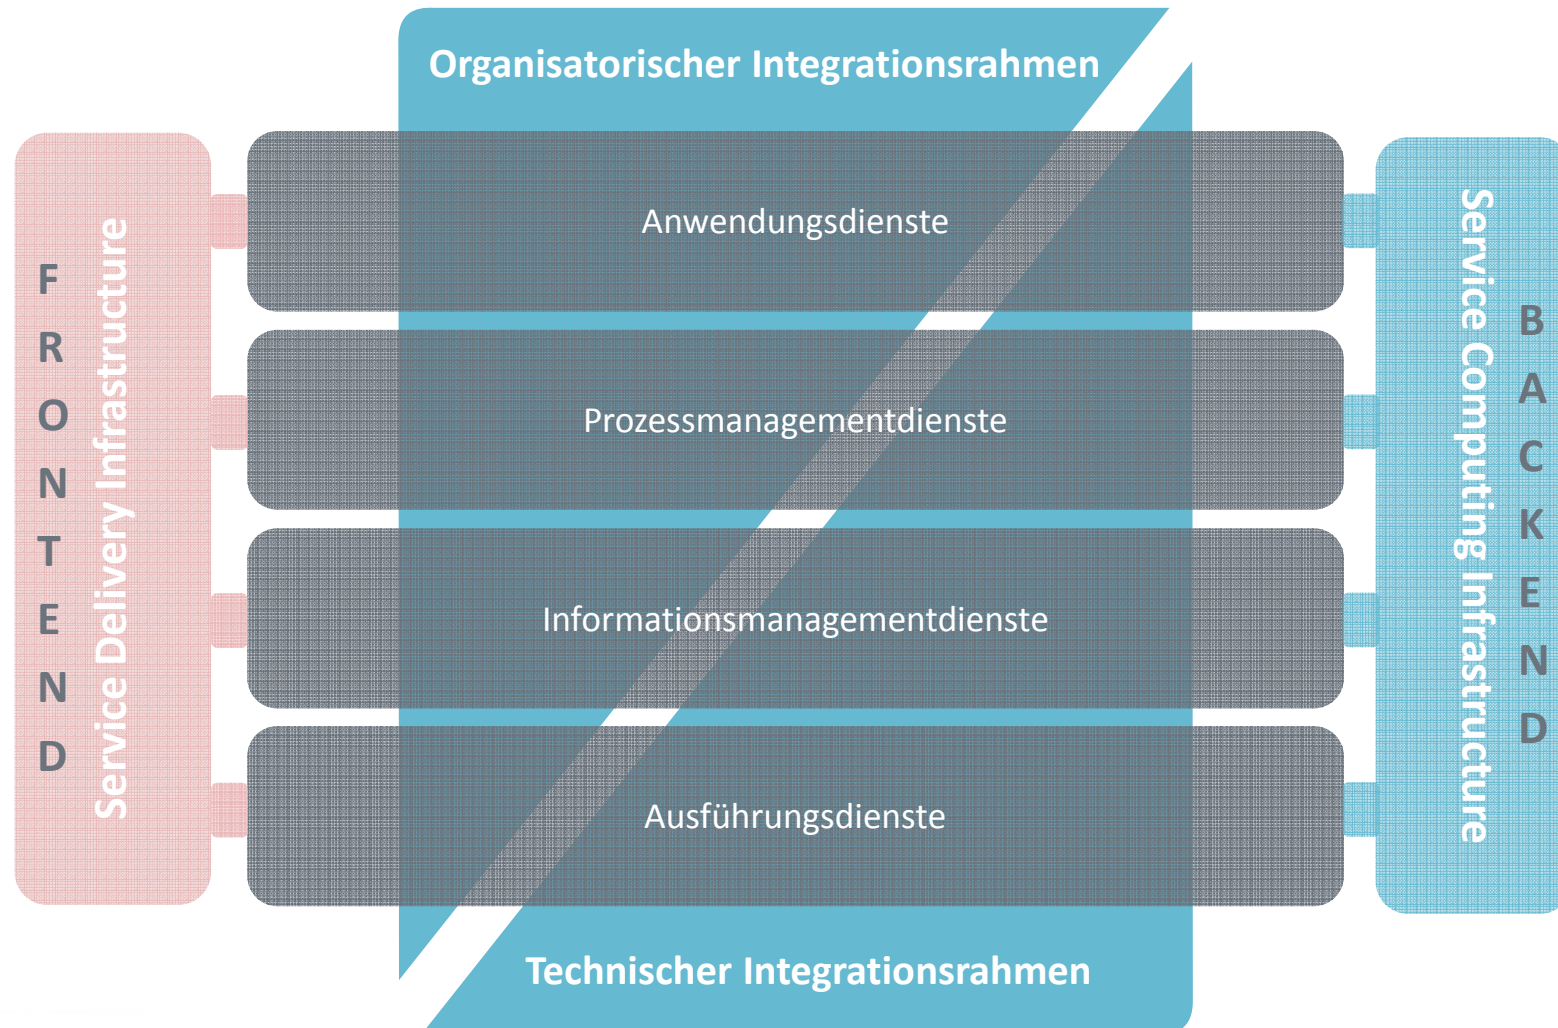 Organisatorischer Integrationsrahmen
FRONTEND
Service Delivery Infrastructure
Anwendungsdienste
Prozessmanagementdienste
Informationsmanagementdienste
Ausführungsdienste
Service Computing Infrastructure
BACKEND
Technischer Integrationsrahmen